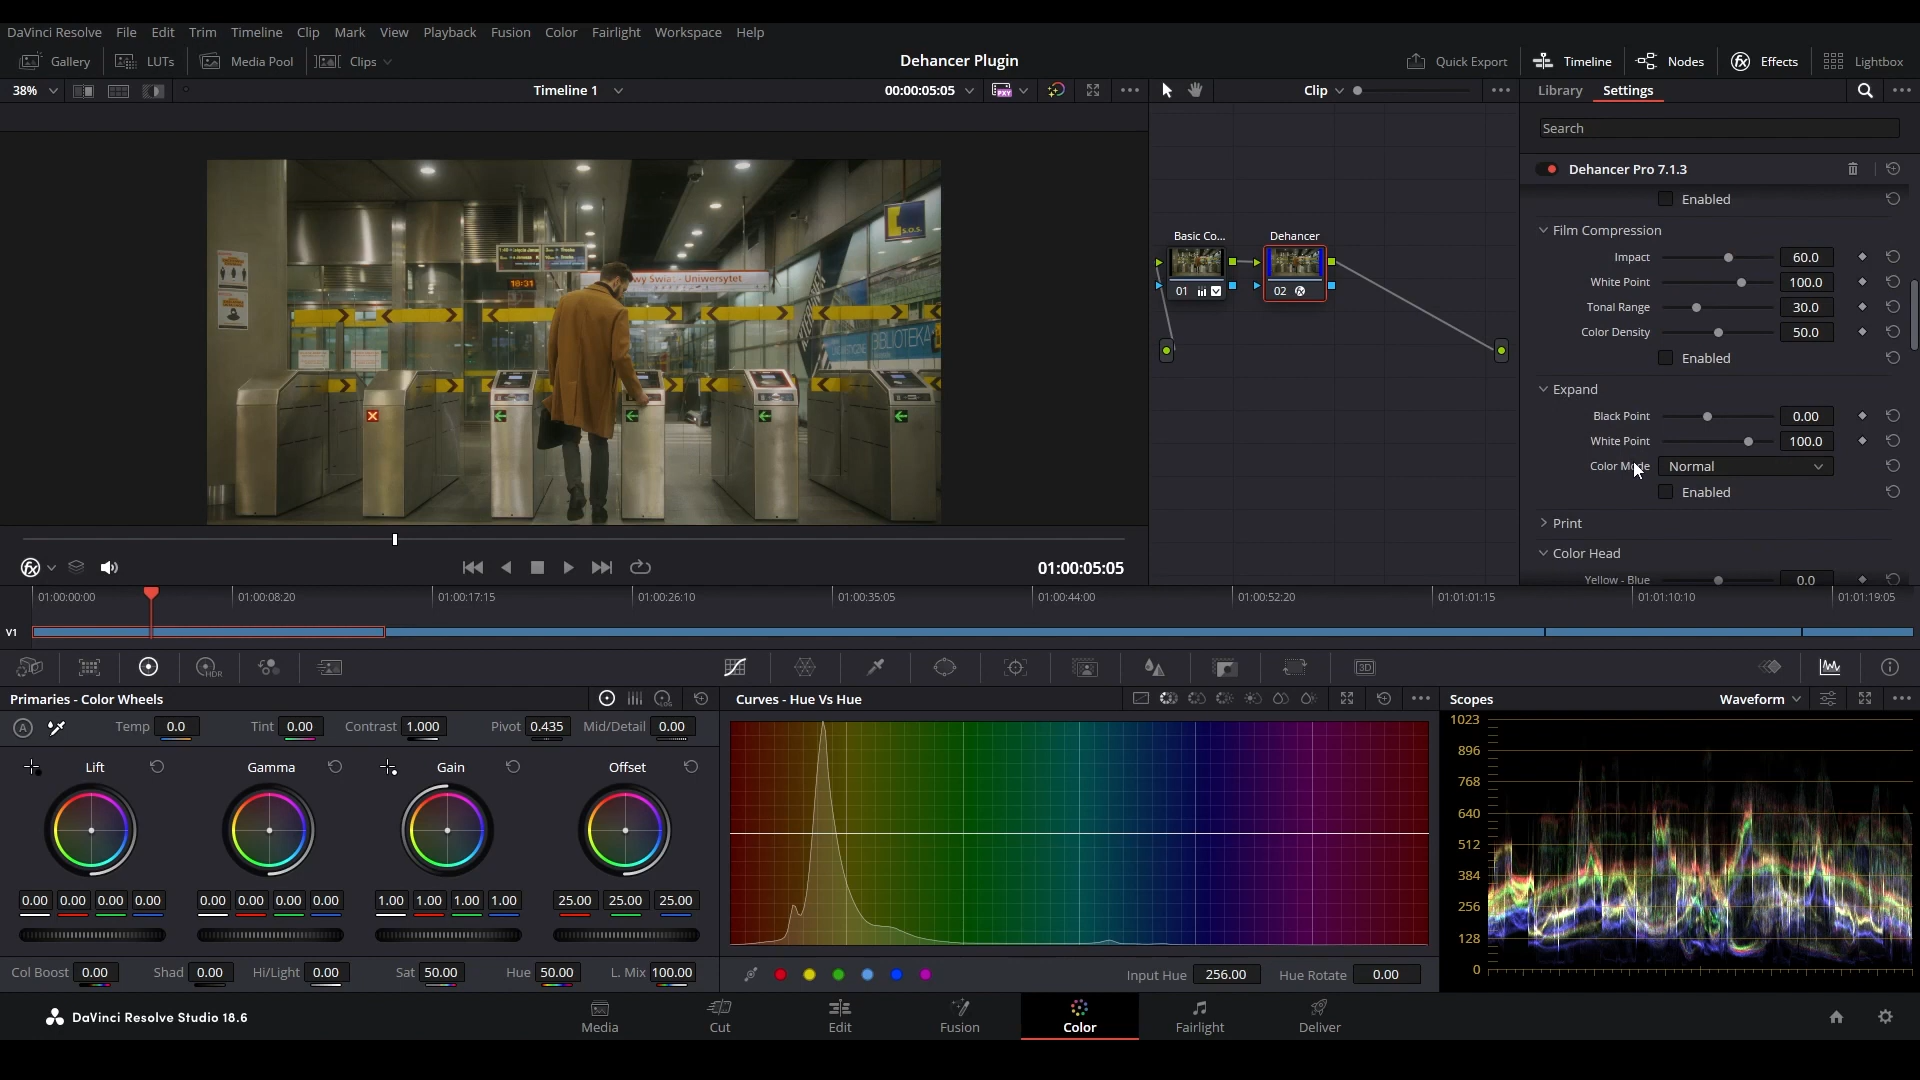 DaVinci Resolve File Edit Trim Timeline Clip Mark View Playback Fusion Color Fairlight Workspace Help
Gallery LUTs Media Pool Clips Dehancer Plugin Quick Export Timeline Nodes Effects Lightbox
38% Timeline 1 00:00:05:05 Clip Library Settings
Search
Dehancer Pro 7.1.3
Enabled
Film Compression
Impact 60.0
White Point 100.0
Tonal Range 30.0
Color Density 50.0
Enabled
Expand
Black Point 0.00
White Point 100.0
Color Mode Normal
Enabled
Print
Color Head
Yellow - Blue 0.0
Basic Co... Dehancer
01 02
S.O.S.
wy Świat - Uniwersytet
18:31
BIBLIOTEKA
01:00:05:05
01:00:00:00 01:00:08:20 01:00:17:15 01:00:26:10 01:00:35:05 01:00:44:00 01:00:52:20 01:01:01:15 01:01:10:10 01:01:19:05
V1
HDR 3D
Primaries - Color Wheels LOG
Temp 0.0 Tint 0.00 Contrast 1.000 Pivot 0.435 Mid/Detail 0.00
A
Lift Gamma Gain Offset
0.00 0.00 0.00 0.00 0.00 0.00 0.00 0.00 1.00 1.00 1.00 1.00 25.00 25.00 25.00
Col Boost 0.00 Shad 0.00 Hi/Light 0.00 Sat 50.00 Hue 50.00 L. Mix 100.00
Curves - Hue Vs Hue
Input Hue 256.00 Hue Rotate 0.00
Scopes Waveform
1023
896
768
640
512
384
256
128
0
DaVinci Resolve Studio 18.6
Media Cut Edit Fusion Color Fairlight Deliver